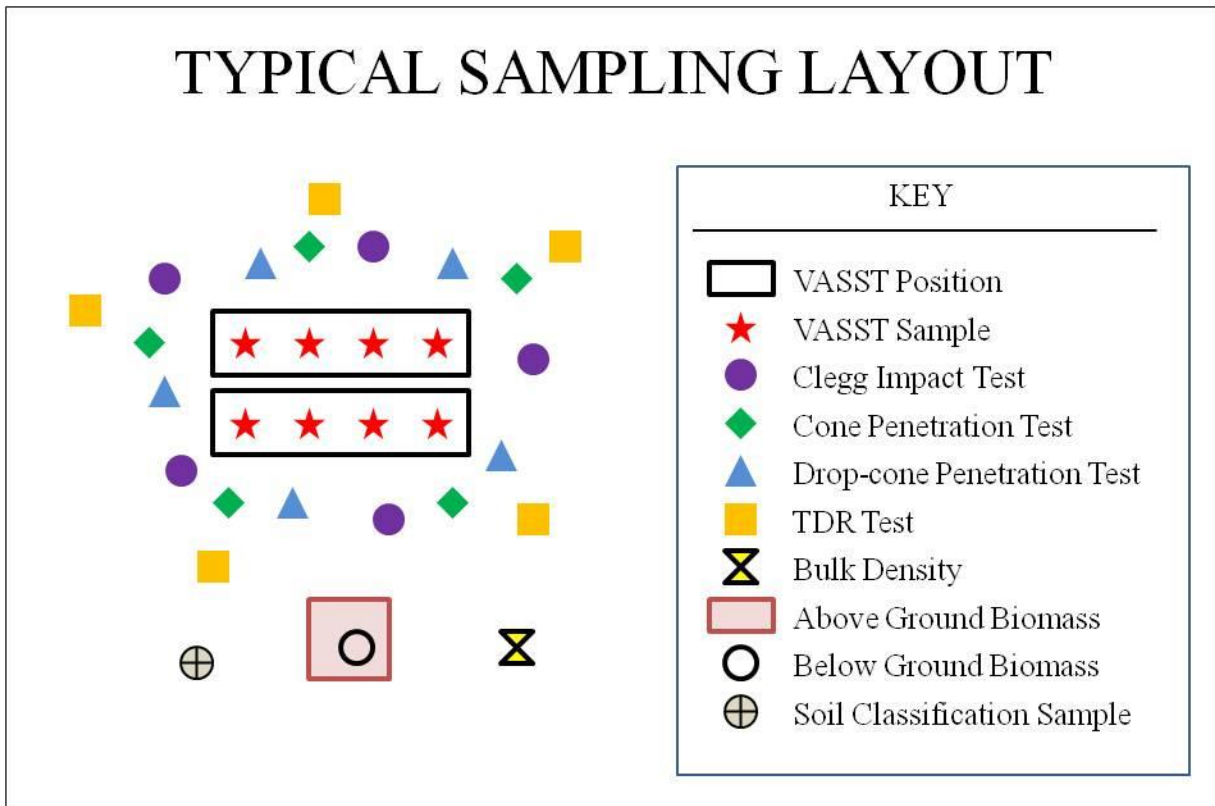 TYPICAL SAMPLING LAYOUT
KEY
VASST Position
VASST Sample
Clegg Impact Test
Cone Penetration Test
Drop-cone Penetration Test
TDR Test
Bulk Density
Above Ground Biomass
Below Ground Biomass
Soil Classification Sample